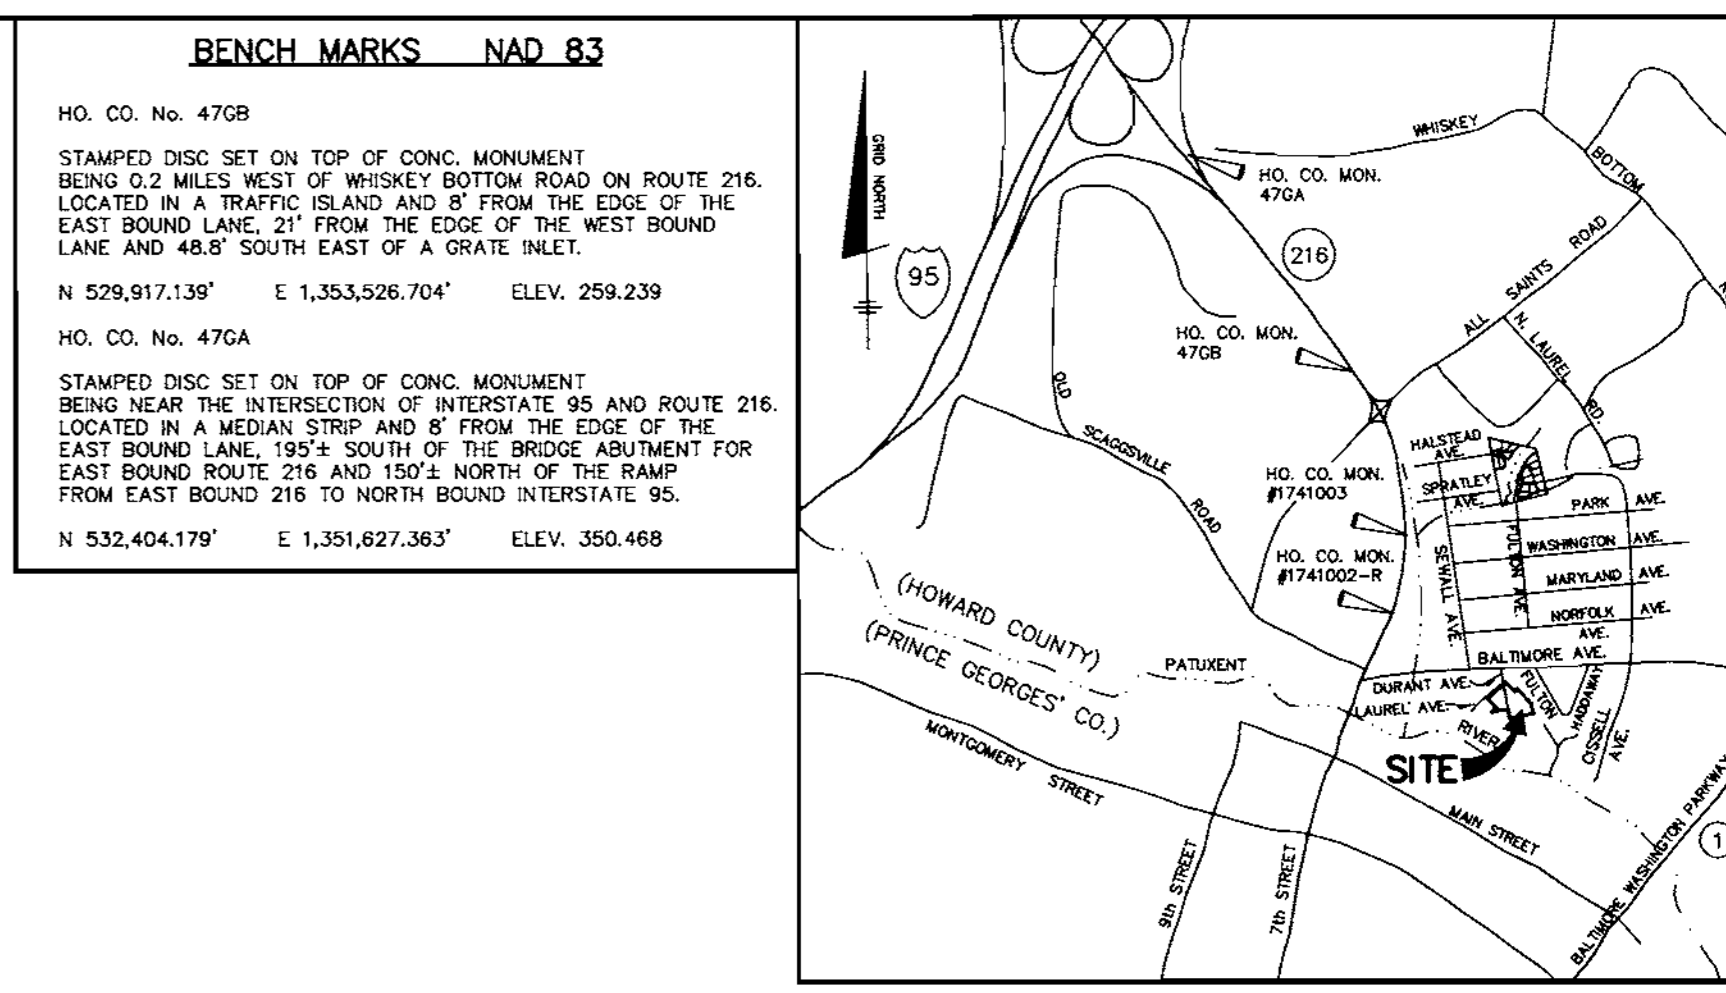 BENCH MARKS NAD 83
HO. CO. No. 47GB
STAMPED DISC SET ON TOP OF CONC. MONUMENT
BEING 0.2 MILES WEST OF WHISKEY BOTTOM ROAD ON ROUTE 216.
LOCATED IN A TRAFFIC ISLAND AND 8' FROM THE EDGE OF THE
EAST BOUND LANE, 21' FROM THE EDGE OF THE WEST BOUND
LANE AND 48.8' SOUTH EAST OF A GRATE INLET.
N 529,917.139' E 1,353,526.704' ELEV. 259.239
HO. CO. No. 47GA
STAMPED DISC SET ON TOP OF CONC. MONUMENT
BEING NEAR THE INTERSECTION OF INTERSTATE 95 AND ROUTE 216.
LOCATED IN A MEDIAN STRIP AND 8' FROM THE EDGE OF THE
EAST BOUND LANE, 195'± SOUTH OF THE BRIDGE ABUTMENT FOR
EAST BOUND ROUTE 216 AND 150'± NORTH OF THE RAMP
FROM EAST BOUND 216 TO NORTH BOUND INTERSTATE 95.
N 532,404.179' E 1,351,627.363' ELEV. 350.468
GRID NORTH
95
WHISKEY
BOTTOM
HO. CO. MON.
47GA
216
ALL SAINTS ROAD
HO. CO. MON.
47GB
N. LAUREL RD.
OLD
SCAGGSVILLE
ROAD
HALSTEAD
AVE.
SPRATLEY
AVE.
HO. CO. MON.
#1741003
HO. CO. MON.
#1741002-R
PARK AVE.
WASHINGTON AVE.
MARYLAND AVE.
NORFOLK AVE.
AVE.
SEWALL AVE.
FULTON AVE.
BALTIMORE AVE.
(HOWARD COUNTY)
(PRINCE GEORGES' CO.)
PATUXENT
DURANT AVE.
LAUREL AVE.
RIVER
FULTON
HADDAWAY
CISSELL
AVE.
SITE
MONTGOMERY STREET
MAIN STREET
9th STREET
7th STREET
BALTIMORE WASHINGTON PARKWAY
1